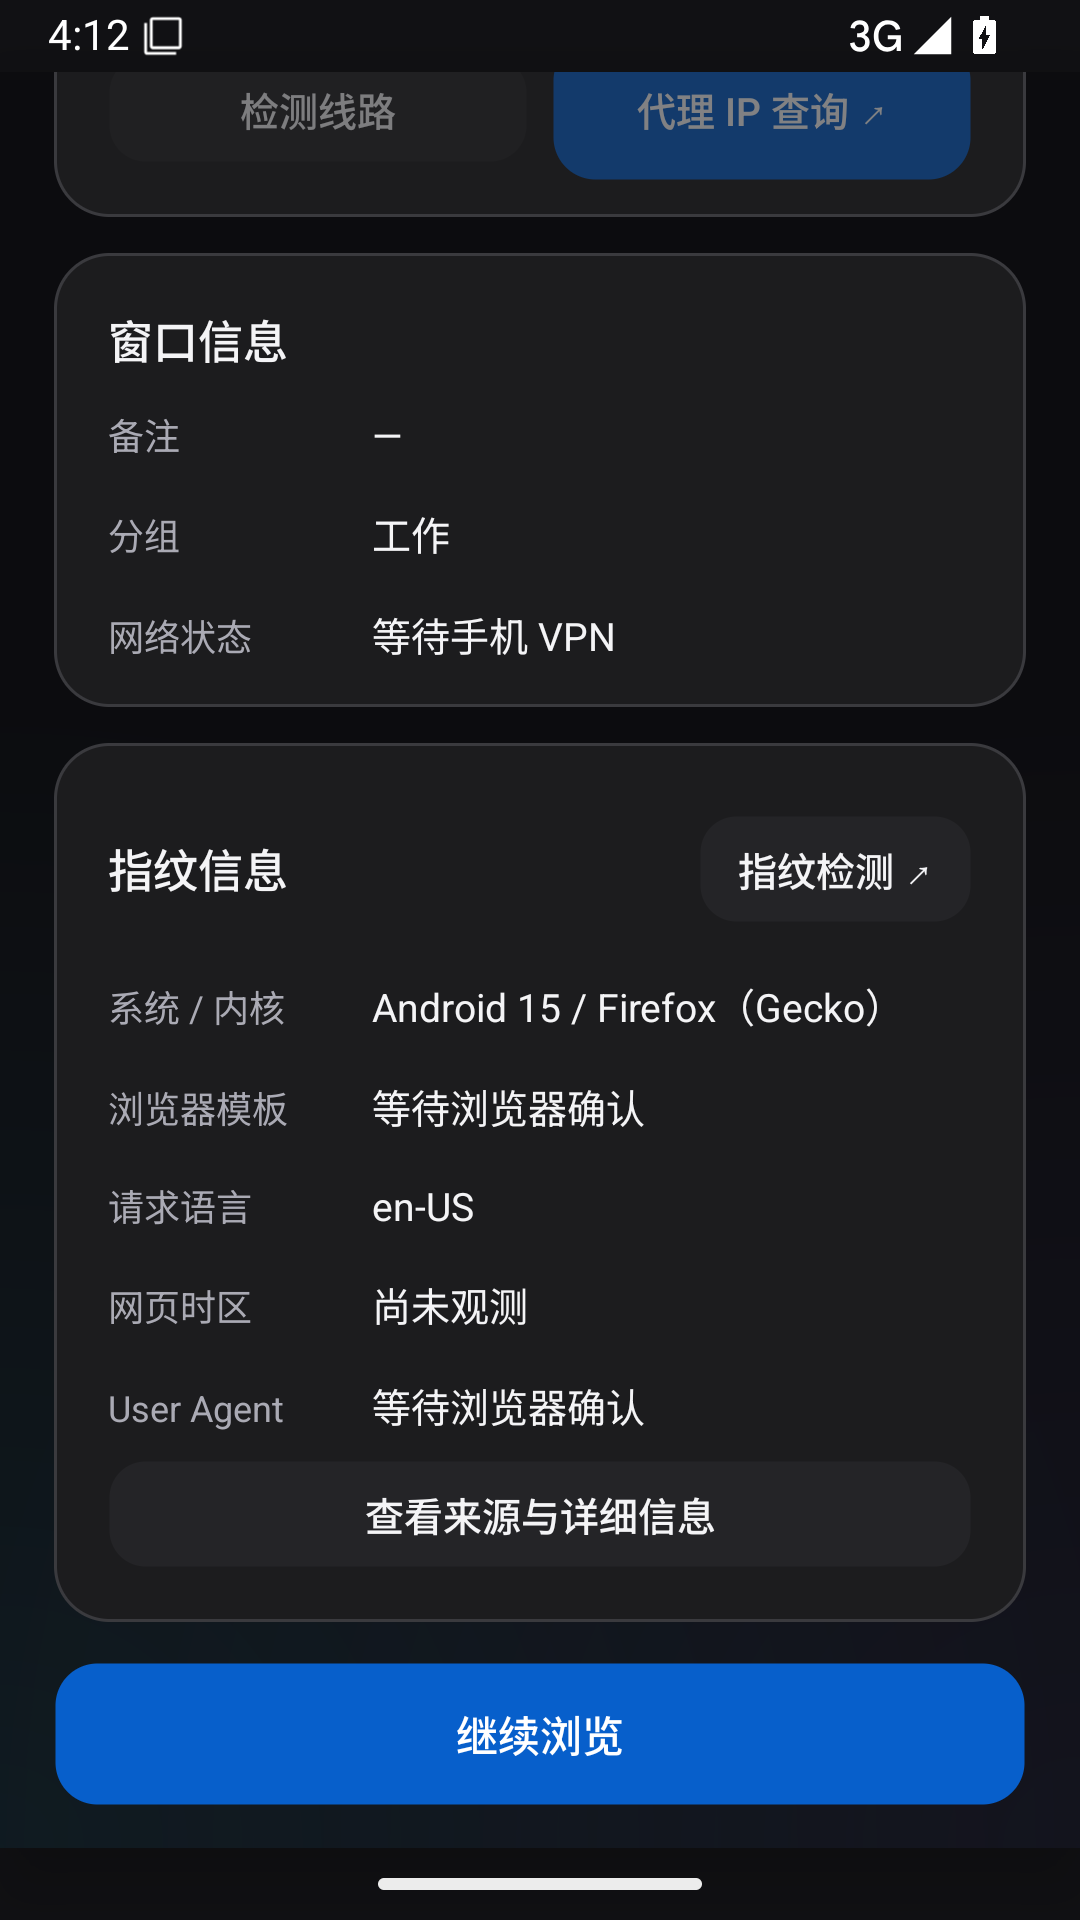 4:12
3G
检测线路
代理 IP 查询 ↗
窗口信息
备注
—
分组
工作
网络状态
等待手机 VPN
指纹信息
指纹检测 ↗
系统 / 内核
Android 15 / Firefox（Gecko）
浏览器模板
等待浏览器确认
请求语言
en-US
网页时区
尚未观测
User Agent
等待浏览器确认
查看来源与详细信息
继续浏览